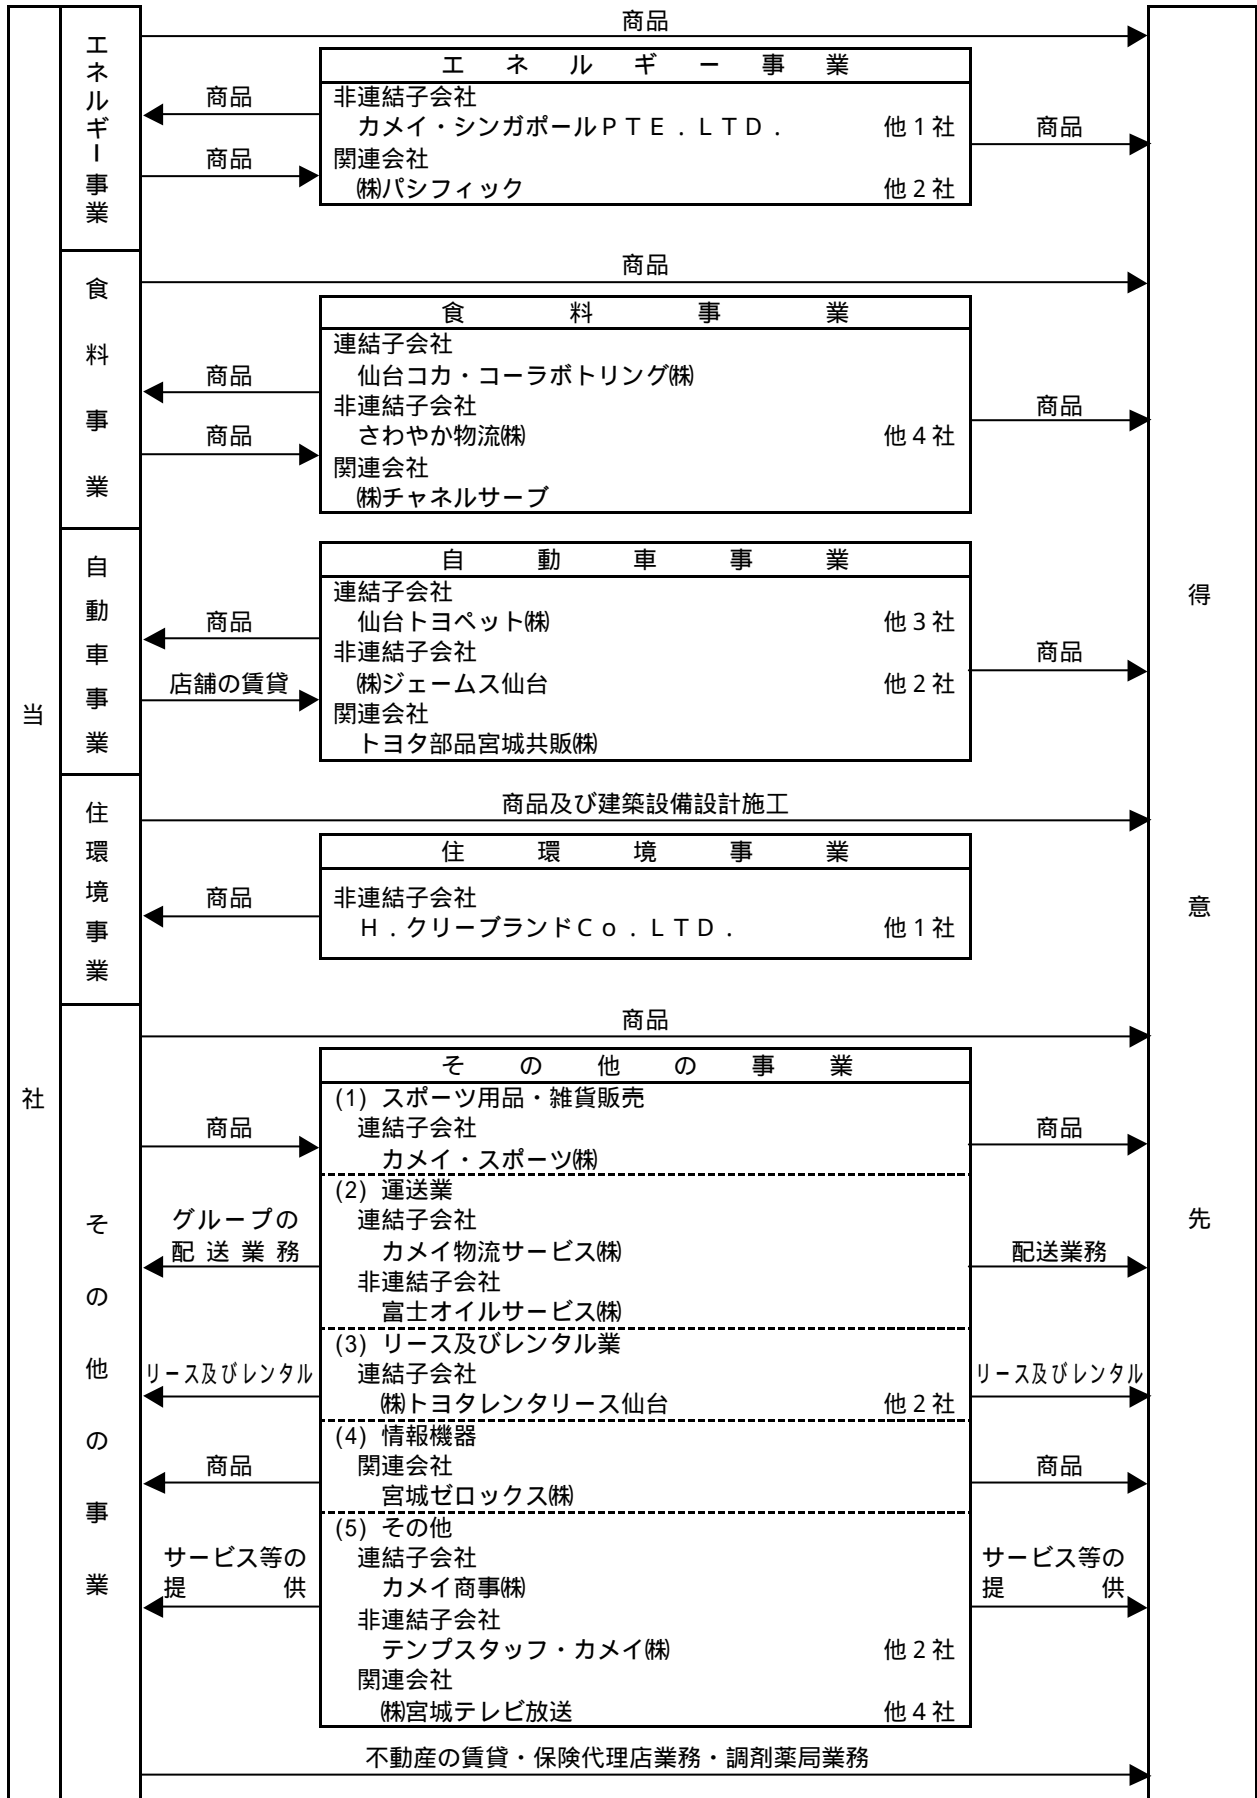 当社
得意先
エネルギー事業
商品
エネルギー事業
非連結子会社
カメイ・シンガポールＰＴＥ．ＬＴＤ． 他１社
関連会社
㈱パシフィック 他２社
商品
商品
商品
食料事業
商品
食料事業
連結子会社
仙台コカ・コーラボトリング㈱
非連結子会社
さわやか物流㈱ 他４社
関連会社
㈱チャネルサーブ
商品
商品
商品
自動車事業
自動車事業
連結子会社
仙台トヨペット㈱ 他３社
非連結子会社
㈱ジェームス仙台 他２社
関連会社
トヨタ部品宮城共販㈱
商品
店舗の賃貸
商品
住環境事業
商品及び建築設備設計施工
住環境事業
非連結子会社
Ｈ．クリーブランドＣｏ．ＬＴＤ． 他１社
商品
その他の事業
商品
その他の事業
(1) スポーツ用品・雑貨販売
連結子会社
カメイ・スポーツ㈱
商品
商品
(2) 運送業
連結子会社
カメイ物流サービス㈱
非連結子会社
富士オイルサービス㈱
グループの
配送業務
配送業務
(3) リース及びレンタル業
連結子会社
㈱トヨタレンタリース仙台 他２社
リース及びレンタル
リース及びレンタル
(4) 情報機器
関連会社
宮城ゼロックス㈱
商品
商品
(5) その他
連結子会社
カメイ商事㈱
非連結子会社
テンプスタッフ・カメイ㈱ 他２社
関連会社
㈱宮城テレビ放送 他４社
サービス等の
提供
サービス等の
提供
不動産の賃貸・保険代理店業務・調剤薬局業務